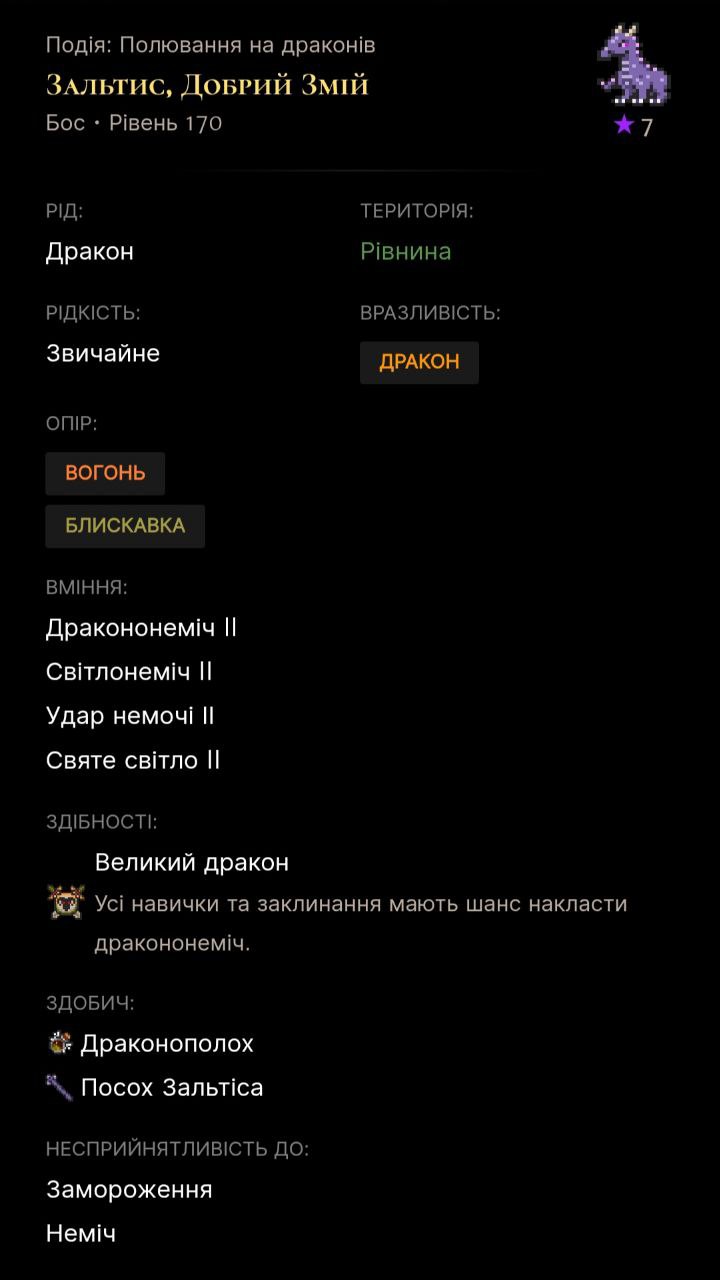 Подія: Полювання на драконів
Зальтис, Добрий Змій
Бос • Рівень 170
★ 7
РІД:
Дракон
ТЕРИТОРІЯ:
Рівнина
РІДКІСТЬ:
Звичайне
ВРАЗЛИВІСТЬ:
ДРАКОН
ОПІР:
ВОГОНЬ
БЛИСКАВКА
ВМІННЯ:
Дракононеміч II
Світлонеміч II
Удар немочі II
Святе світло II
ЗДІБНОСТІ:
Великий дракон
Усі навички та заклинання мають шанс накласти
дракононеміч.
ЗДОБИЧ:
Драконополох
Посох Зальтіса
НЕСПРИЙНЯТЛИВІСТЬ ДО:
Замороження
Неміч